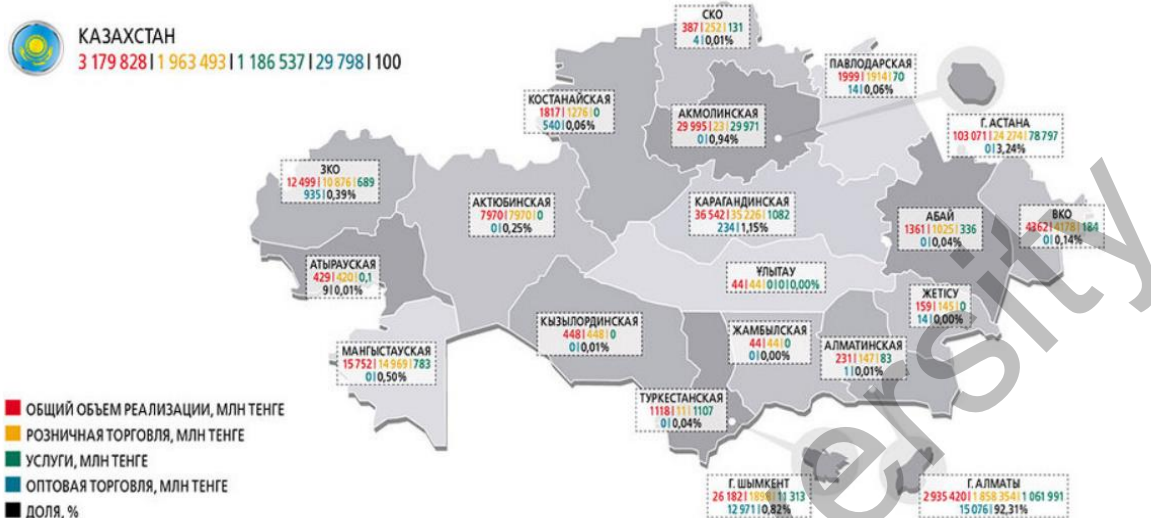 КАЗАХСТАН
3 179 828 | 1 963 493 | 1 186 537 | 29 798 | 100
СКО
387 | 252 | 131
4 | 0,01%
ПАВЛОДАРСКАЯ
1999 | 1914 | 70
14 | 0,06%
КОСТАНАЙСКАЯ
1817 | 1276 | 0
540 | 0,06%
АКМОЛИНСКАЯ
29 995 | 23 | 29 971
0 | 0,94%
Г. АСТАНА
103 071 | 24 274 | 78 797
0 | 3,24%
ЗКО
12 499 | 10 876 | 689
935 | 0,39%
АКТЮБИНСКАЯ
7970 | 7970 | 0
0 | 0,25%
КАРАГАНДИНСКАЯ
36 542 | 35 226 | 1082
234 | 1,15%
АБАЙ
1361 | 1025 | 336
0 | 0,04%
ВКО
4362 | 4178 | 184
0 | 0,14%
АТЫРАУСКАЯ
429 | 420 | 0,1
9 | 0,01%
ҰЛЫТАУ
44 | 44 | 0 | 0 | 0,00%
ЖЕТІСУ
159 | 145 | 0
14 | 0,00%
КЫЗЫЛОРДИНСКАЯ
448 | 448 | 0
0 | 0,01%
ЖАМБЫЛСКАЯ
44 | 44 | 0
0 | 0,00%
АЛМАТИНСКАЯ
231 | 147 | 83
1 | 0,01%
МАНГЫСТАУСКАЯ
15 752 | 14 969 | 783
0 | 0,50%
ТУРКЕСТАНСКАЯ
1118 | 11 | 1107
0 | 0,04%
Г. ШЫМКЕНТ
26 182 | 1898 | 11 313
12 971 | 0,82%
Г. АЛМАТЫ
2 935 420 | 1 858 354 | 1 061 991
15 076 | 92,31%
ОБЩИЙ ОБЪЕМ РЕАЛИЗАЦИИ, МЛН ТЕНГЕ
РОЗНИЧНАЯ ТОРГОВЛЯ, МЛН ТЕНГЕ
УСЛУГИ, МЛН ТЕНГЕ
ОПТОВАЯ ТОРГОВЛЯ, МЛН ТЕНГЕ
ДОЛЯ, %
ersity